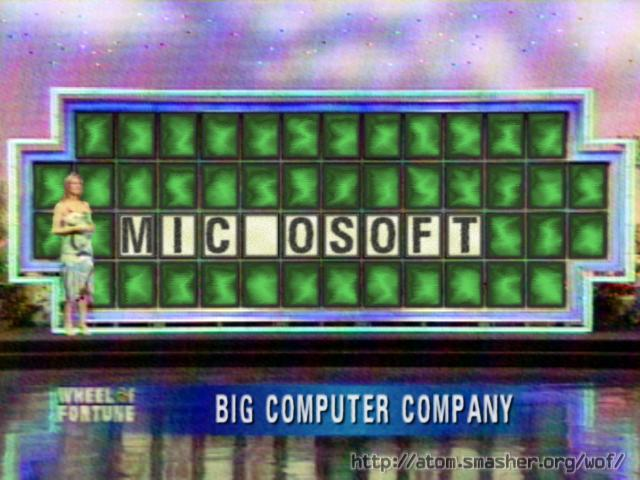 MIC OSOFT
WHEEL OF
FORTUNE
BIG COMPUTER COMPANY
http://atom.smasher.org/wof/